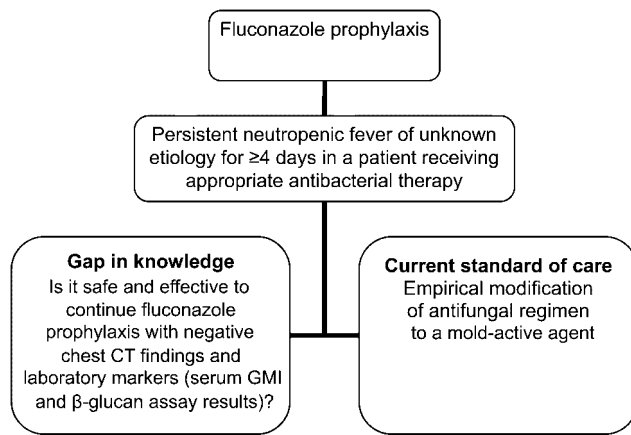 Fluconazole prophylaxis
Persistent neutropenic fever of unknown
etiology for ≥4 days in a patient receiving
appropriate antibacterial therapy
Gap in knowledge
Is it safe and effective to
continue fluconazole
prophylaxis with negative
chest CT findings and
laboratory markers (serum GMI
and β-glucan assay results)?
Current standard of care
Empirical modification
of antifungal regimen
to a mold-active agent